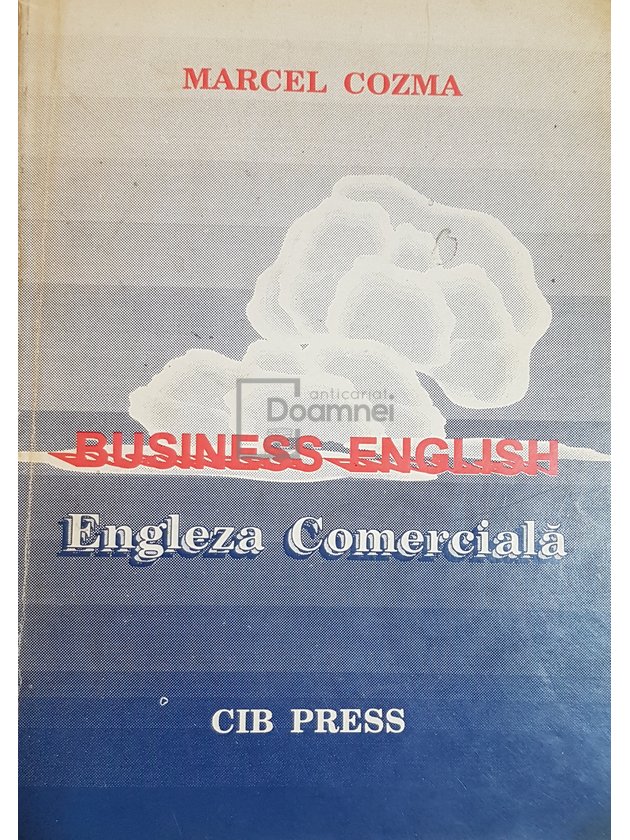 MARCEL COZMA
anticariat
Doamnei
BUSINESS ENGLISH
Engleza Comercială
CIB PRESS